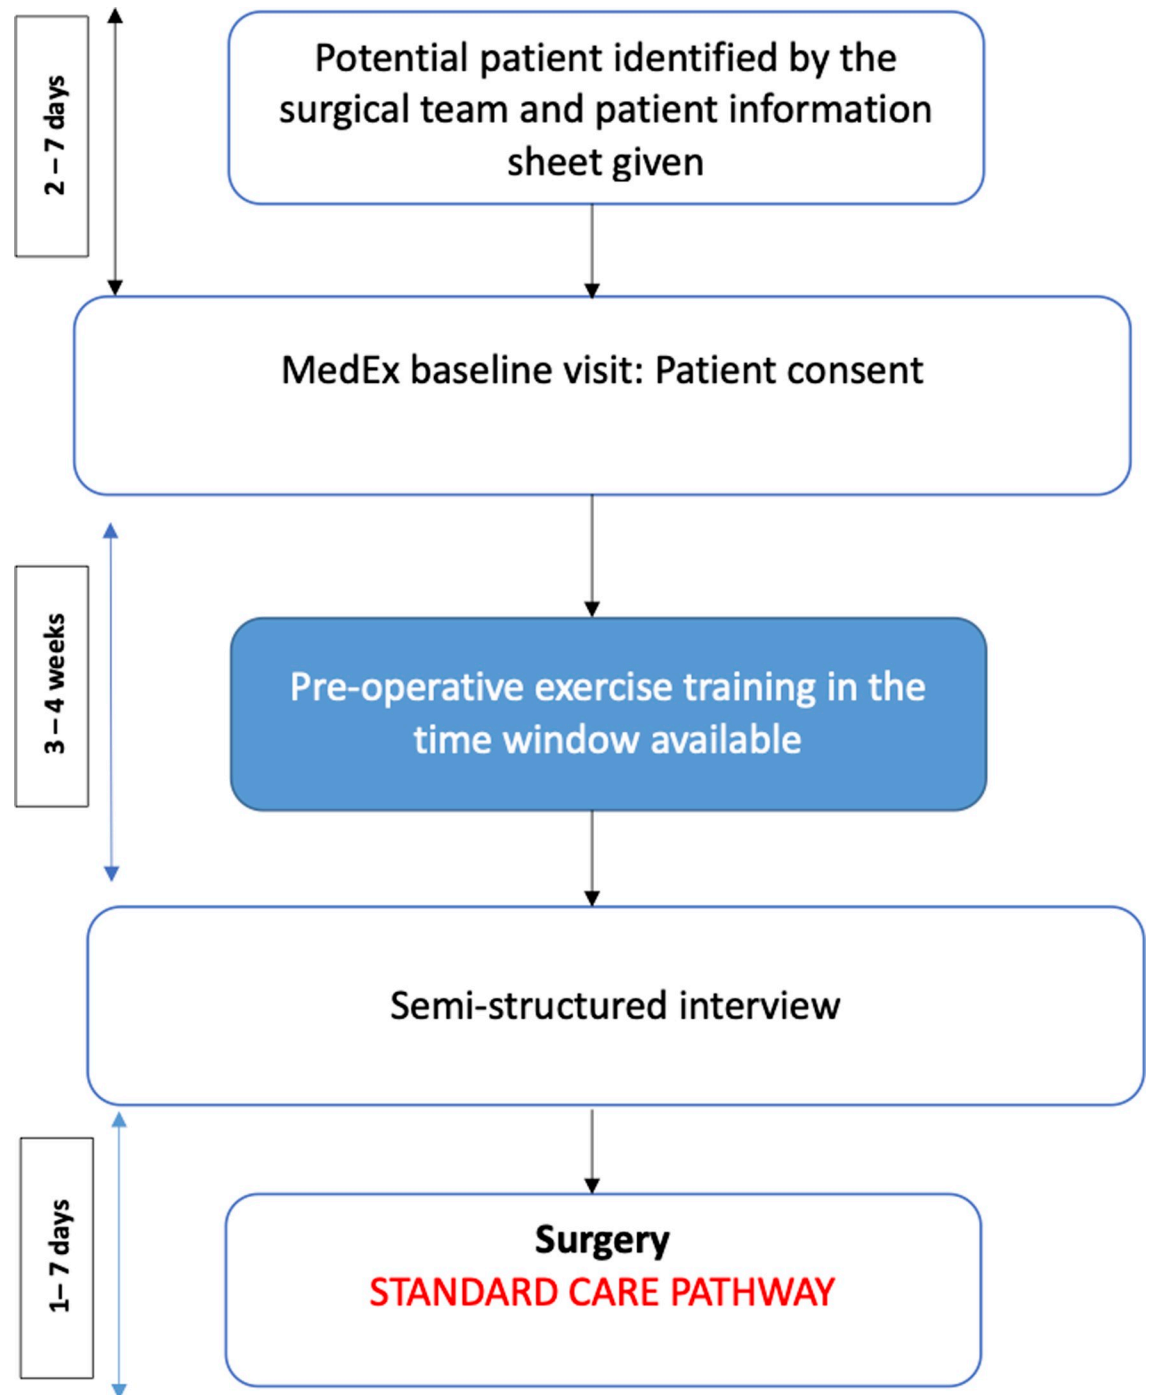 2 – 7 days
Potential patient identified by the
surgical team and patient information
sheet given
MedEx baseline visit: Patient consent
3 – 4 weeks
Pre-operative exercise training in the
time window available
Semi-structured interview
1– 7 days
Surgery
STANDARD CARE PATHWAY